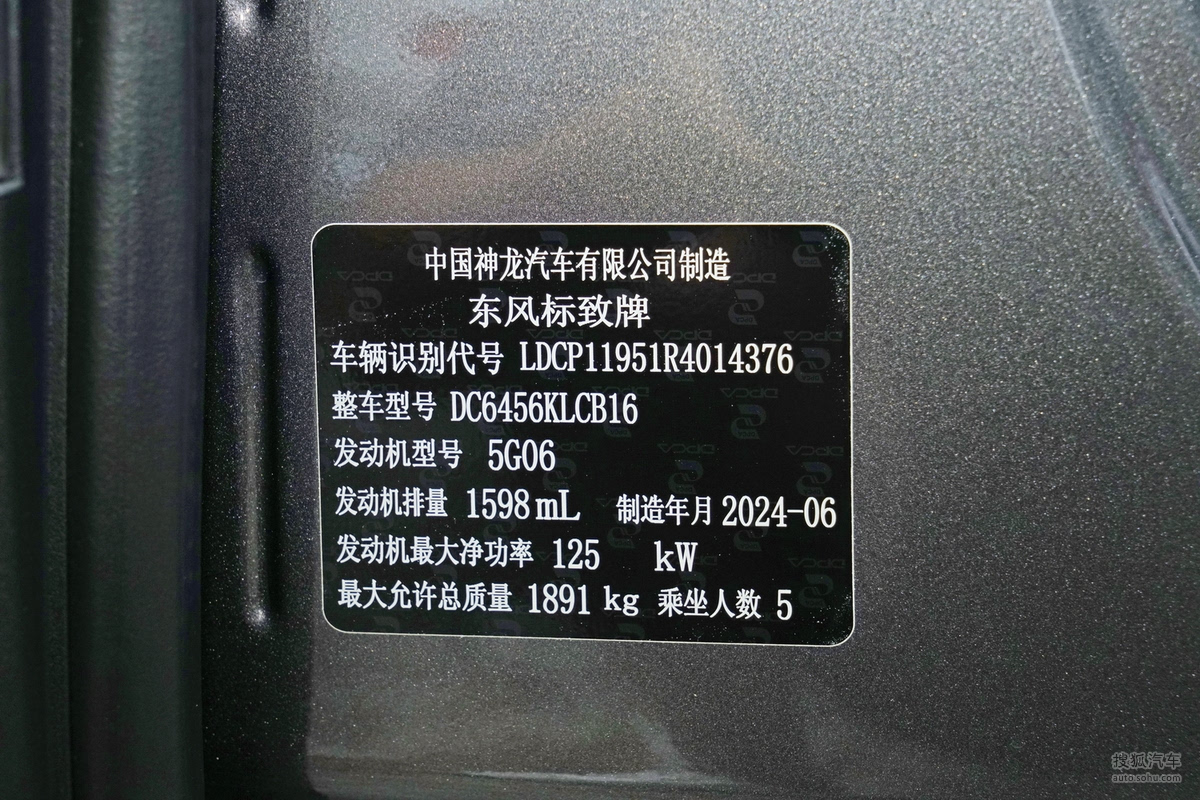 中国神龙汽车有限公司制造
东风标致牌
车辆识别代号 LDCP11951R4014376
整车型号 DC6456KLCB16
发动机型号 5G06
发动机排量 1598 mL 制造年月 2024-06
发动机最大净功率 125 kW
最大允许总质量 1891 kg 乘坐人数 5
DPCA
搜狐汽车
auto.sohu.com